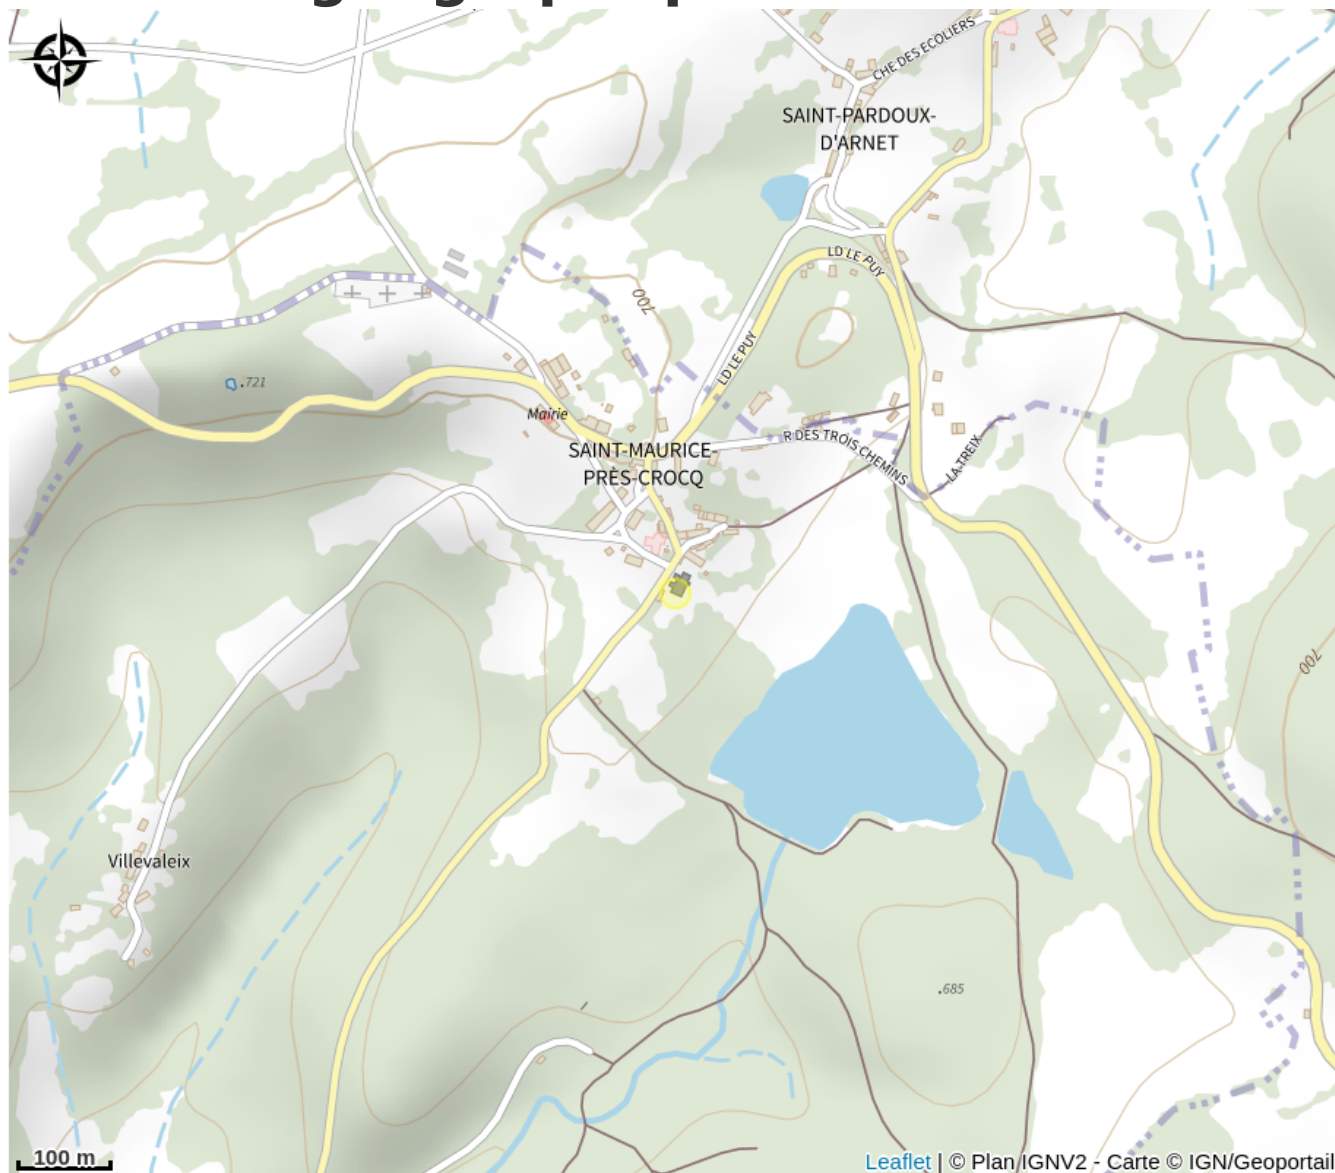 CHE DES ECOLIERS
SAINT-PARDOUX-
D'ARNET
LD LE PUY
700
LD LE PUY
.721
Mairie
SAINT-MAURICE-
PRÈS-CROCQ
R DES TROIS CHEMINS
LA TREIX
700
Villevaleix
.685
100 m
Leaflet | © Plan IGNV2 - Carte © IGN/Geoportail